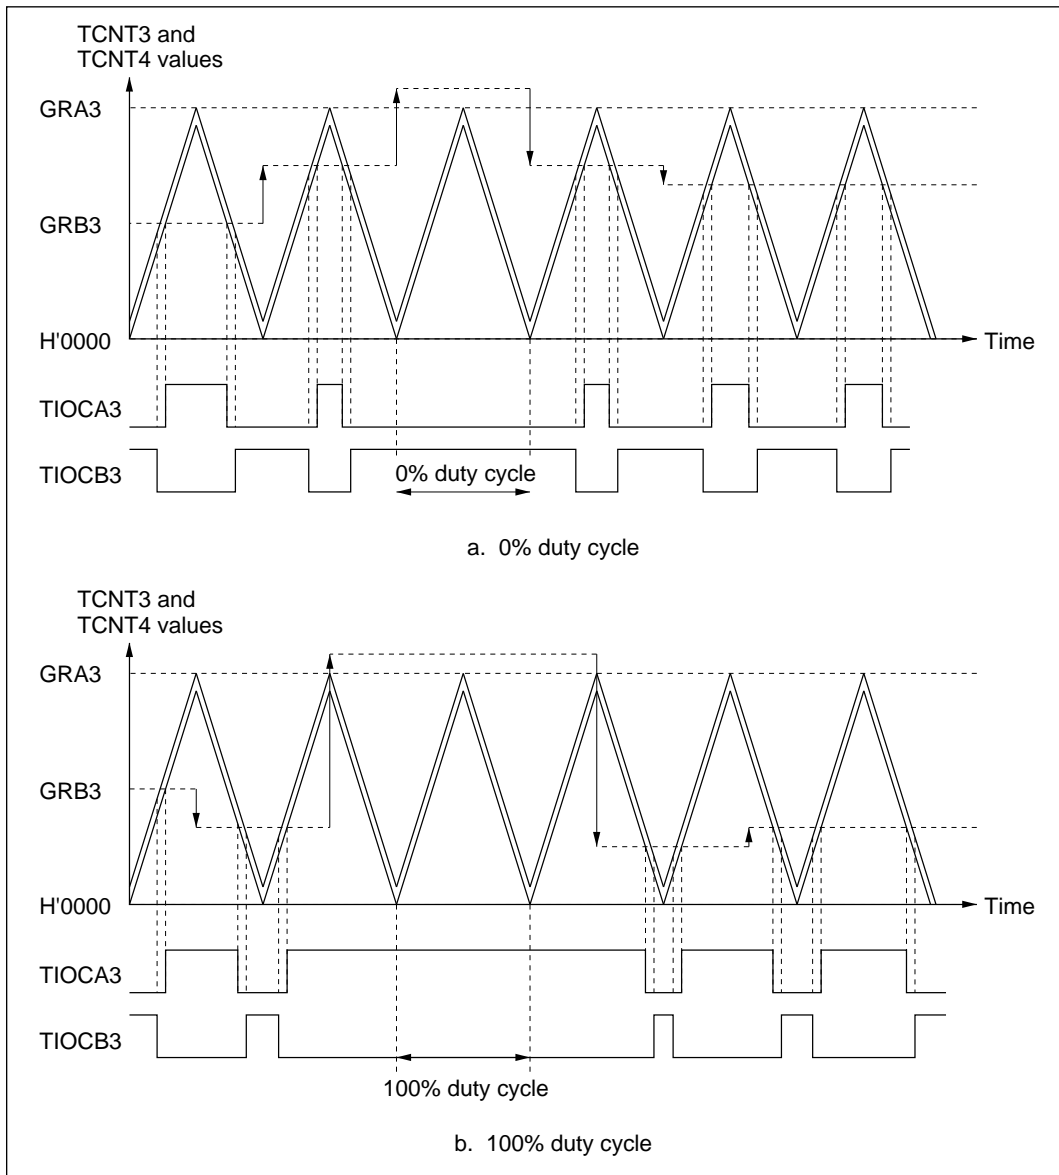 TCNT3 and
TCNT4 values
GRA3
GRB3
H'0000
Time
TIOCA3
TIOCB3
0% duty cycle
a. 0% duty cycle
TCNT3 and
TCNT4 values
GRA3
GRB3
H'0000
Time
TIOCA3
TIOCB3
100% duty cycle
b. 100% duty cycle